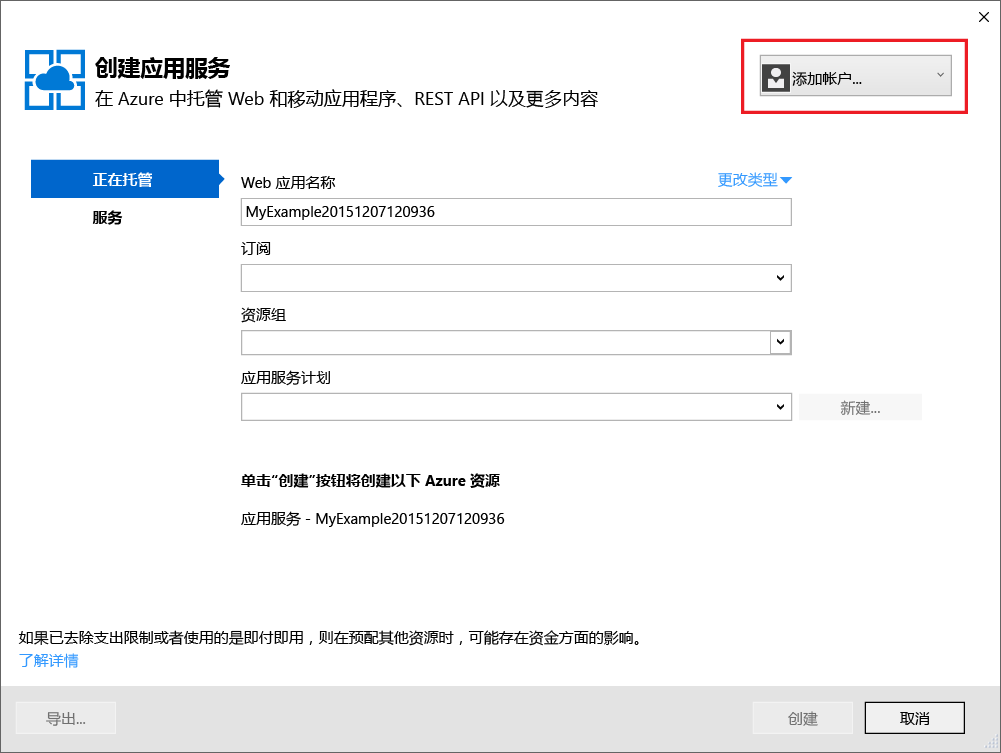 创建应用服务
在 Azure 中托管 Web 和移动应用程序、REST API 以及更多内容
添加帐户...
正在托管
服务
Web 应用名称
更改类型
MyExample20151207120936
订阅
资源组
应用服务计划
新建...
单击“创建”按钮将创建以下 Azure 资源
应用服务 - MyExample20151207120936
如果已去除支出限制或者使用的是即付即用，则在预配其他资源时，可能存在资金方面的影响。
了解详情
导出...
创建
取消